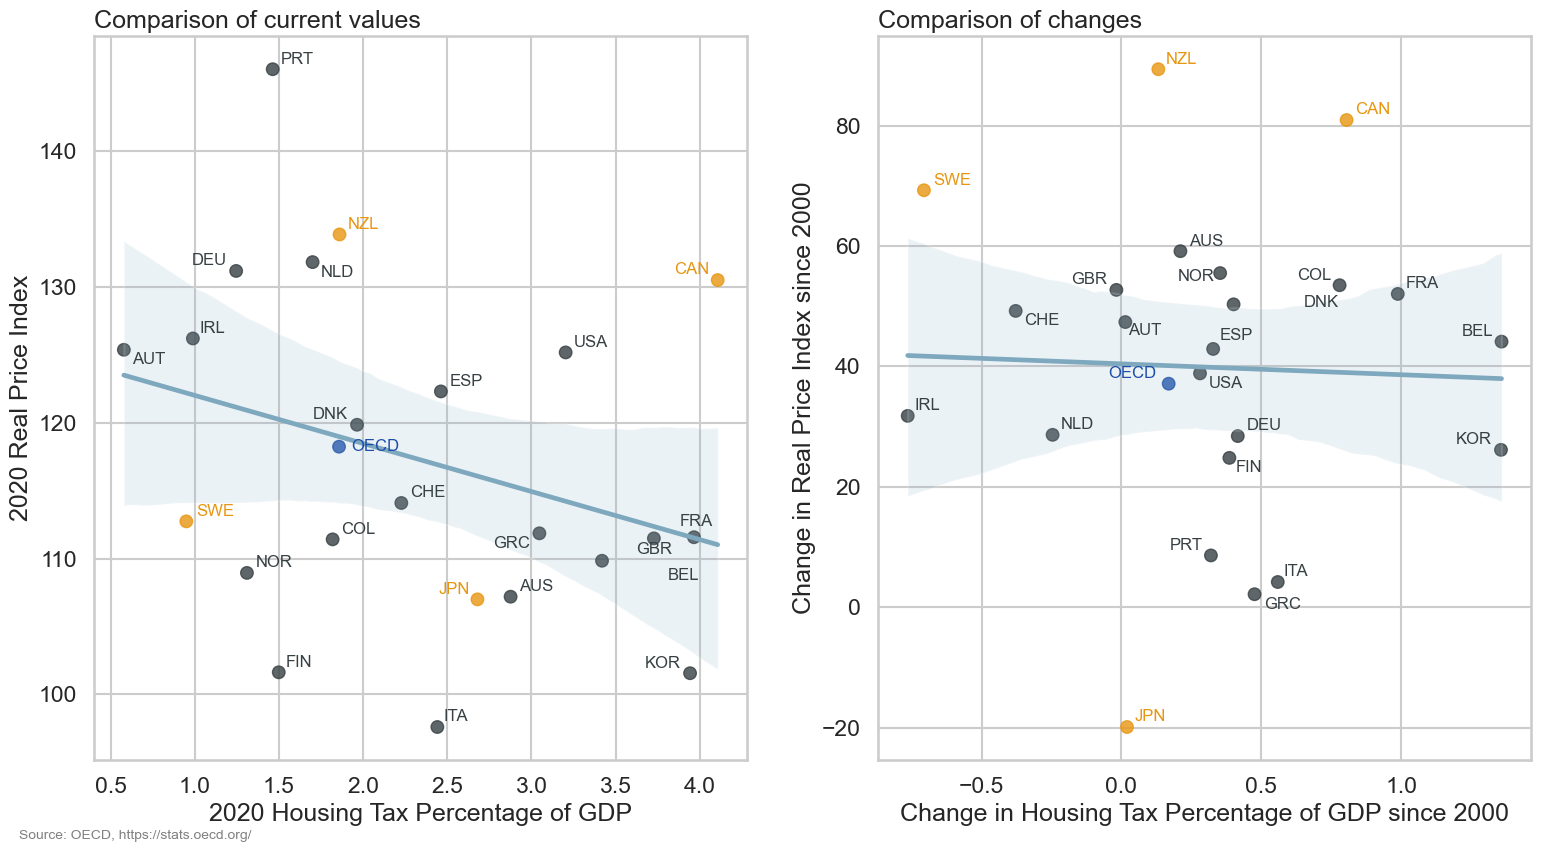 Comparison of current values
Comparison of changes
2020 Real Price Index
140
130
120
110
100
PRT
NZL
DEU
NLD
CAN
IRL
AUT
USA
ESP
DNK
OECD
CHE
SWE
COL
GRC
FRA
GBR
NOR
BEL
JPN
AUS
FIN
KOR
ITA
0.5 1.0 1.5 2.0 2.5 3.0 3.5 4.0
2020 Housing Tax Percentage of GDP
Change in Real Price Index since 2000
80
60
40
20
0
−20
NZL
CAN
SWE
AUS
GBR
NOR
COL
FRA
DNK
CHE
AUT
ESP
BEL
OECD
USA
IRL
NLD
DEU
KOR
FIN
PRT
ITA
GRC
JPN
−0.5 0.0 0.5 1.0
Change in Housing Tax Percentage of GDP since 2000
Source: OECD, https://stats.oecd.org/